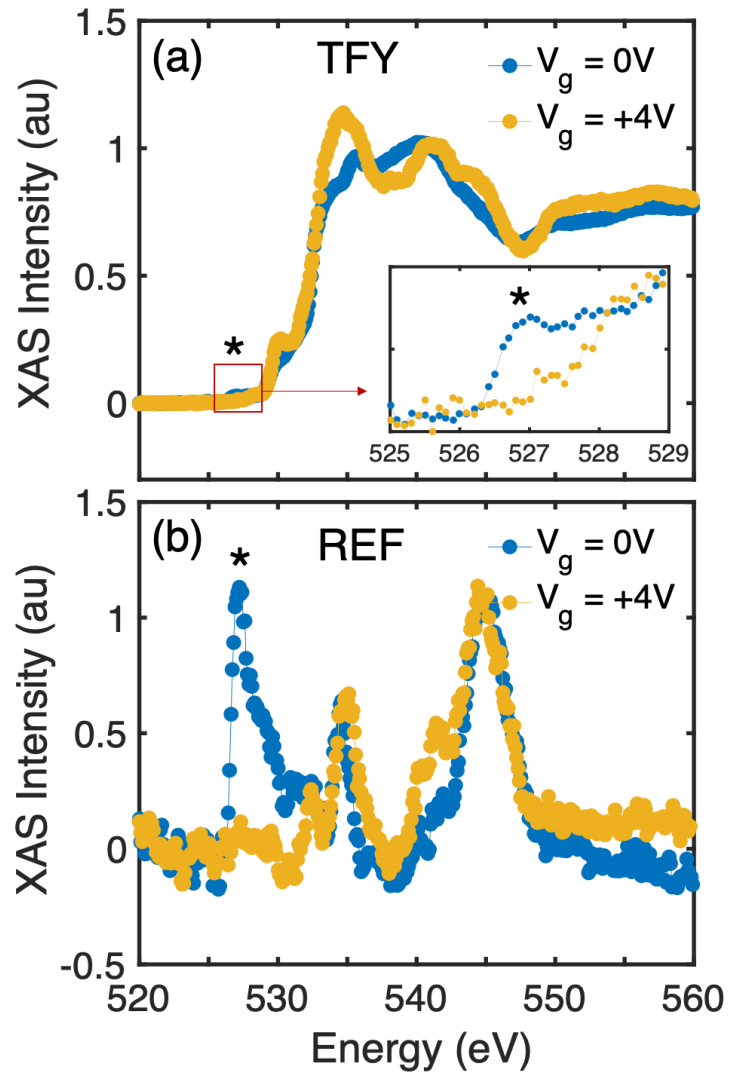 (a) TFY
V_g = 0V
V_g = +4V
XAS Intensity (au)
1.5
1
0.5
0
*
*
525 526 527 528 529
(b) REF
V_g = 0V
V_g = +4V
XAS Intensity (au)
1.5
1
0.5
0
-0.5
*
520 530 540 550 560
Energy (eV)